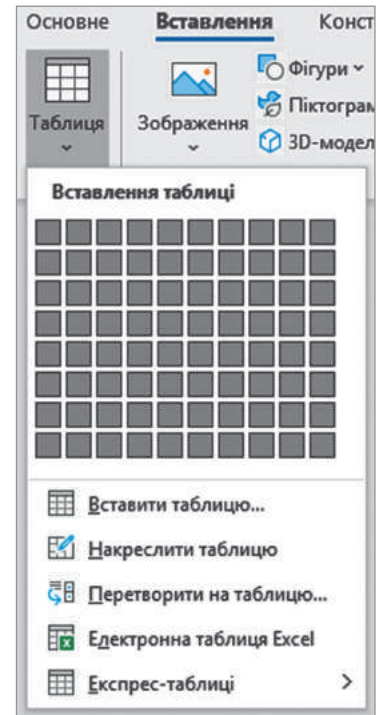 Основне Вставлення Конст
Таблиця
Зображення
Фігури
Піктограм
3D-модел
Вставлення таблиці
Вставити таблицю...
Накреслити таблицю
Перетворити на таблицю...
Електронна таблиця Excel
Експрес-таблиці